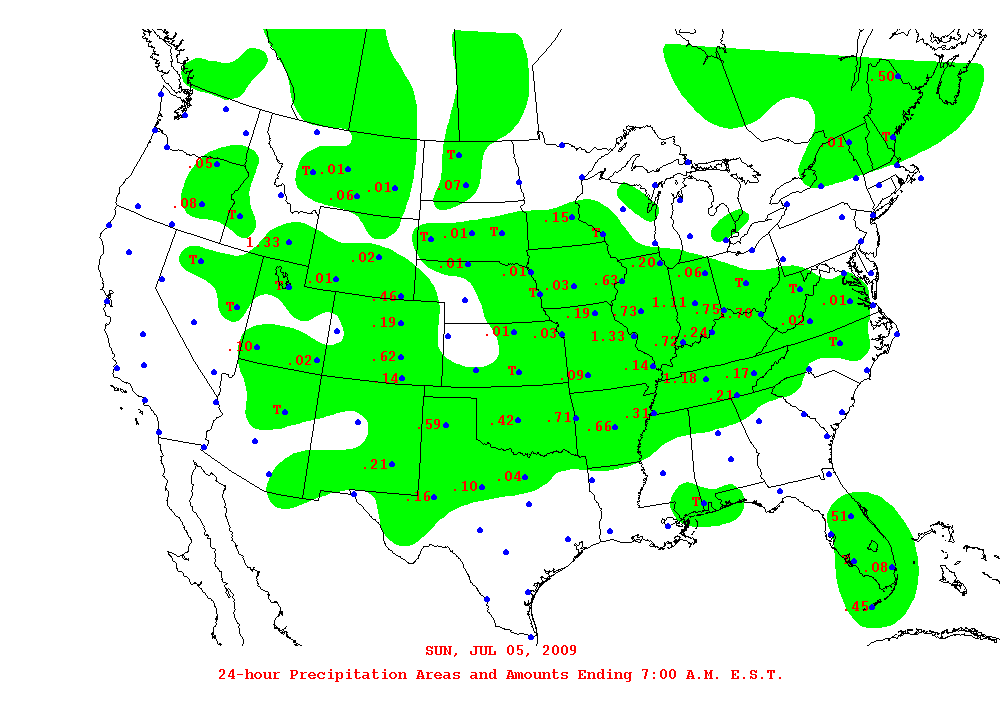 .50
.01 T
T
.05 T .01
.06 .01 .07
.08 T
.15
1.33 T .01 T T
T .02 .01 .20
.01 .06
T .01 .03 .63 T T
.46 T 1.11 .01
T .19 .73 .75 1.70
.19 .02
.01 .03 1.33 .72 .24
.10 .02 .62 T
.14 T .09 .14 1.18 .17
.21
T .59 .42 .71 .66 .31
.21
.16 .10 .04
T
51
.08
.45
SUN, JUL 05, 2009
24-hour Precipitation Areas and Amounts Ending 7:00 A.M. E.S.T.